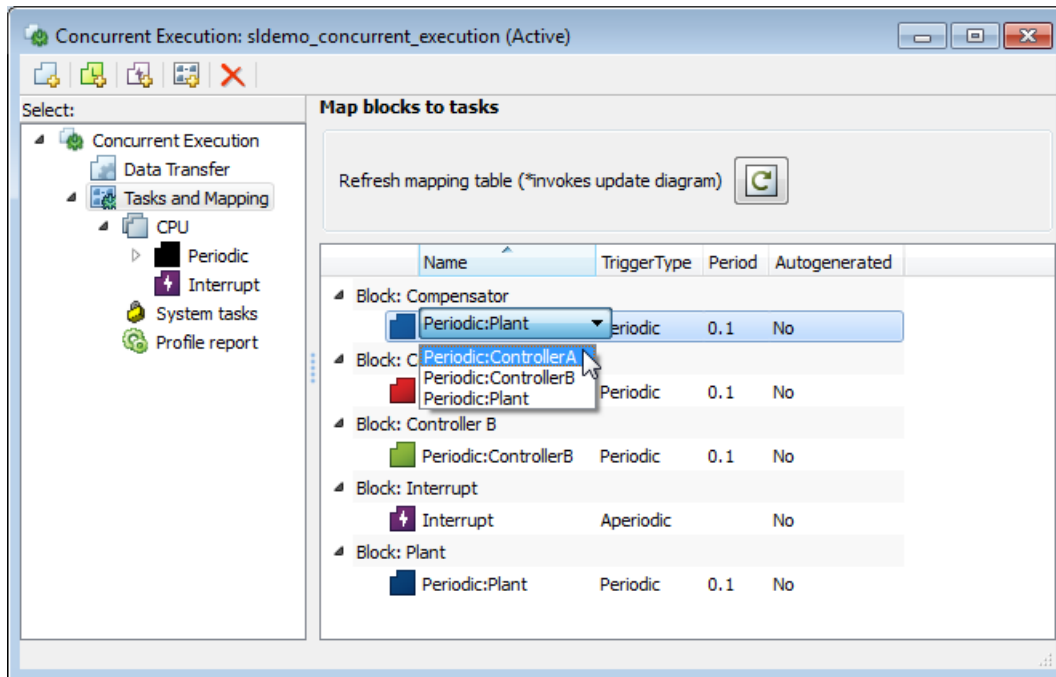 Concurrent Execution: sldemo_concurrent_execution (Active)
Select:
Concurrent Execution
Data Transfer
Tasks and Mapping
CPU
Periodic
Interrupt
System tasks
Profile report
Map blocks to tasks
Refresh mapping table (*invokes update diagram)
Name TriggerType Period Autogenerated
Block: Compensator
Periodic:Plant eriodic 0.1 No
Block: C
Periodic:ControllerA
Periodic:ControllerB
Periodic:Plant
Periodic 0.1 No
Block: Controller B
Periodic:ControllerB Periodic 0.1 No
Block: Interrupt
Interrupt Aperiodic No
Block: Plant
Periodic:Plant Periodic 0.1 No